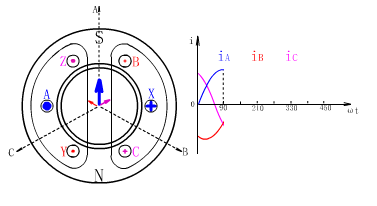 A
S
Z B
A X
Y C
N
C B
i
iA iB iC
0
90 210 330 450
ωt